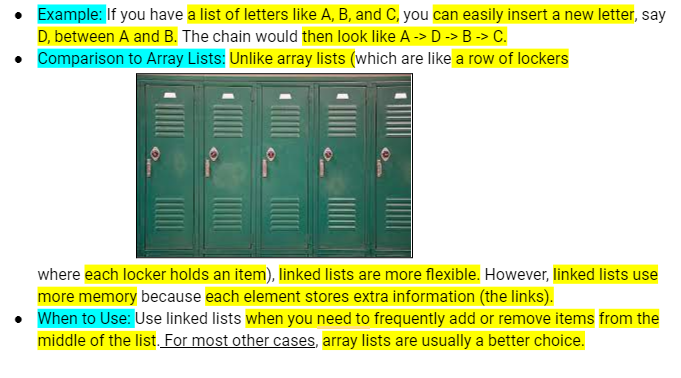 • Example: If you have a list of letters like A, B, and C, you can easily insert a new letter, say
D, between A and B. The chain would then look like A -> D -> B -> C.
• Comparison to Array Lists: Unlike array lists (which are like a row of lockers
where each locker holds an item), linked lists are more flexible. However, linked lists use
more memory because each element stores extra information (the links).
• When to Use: Use linked lists when you need to frequently add or remove items from the
middle of the list. For most other cases, array lists are usually a better choice.